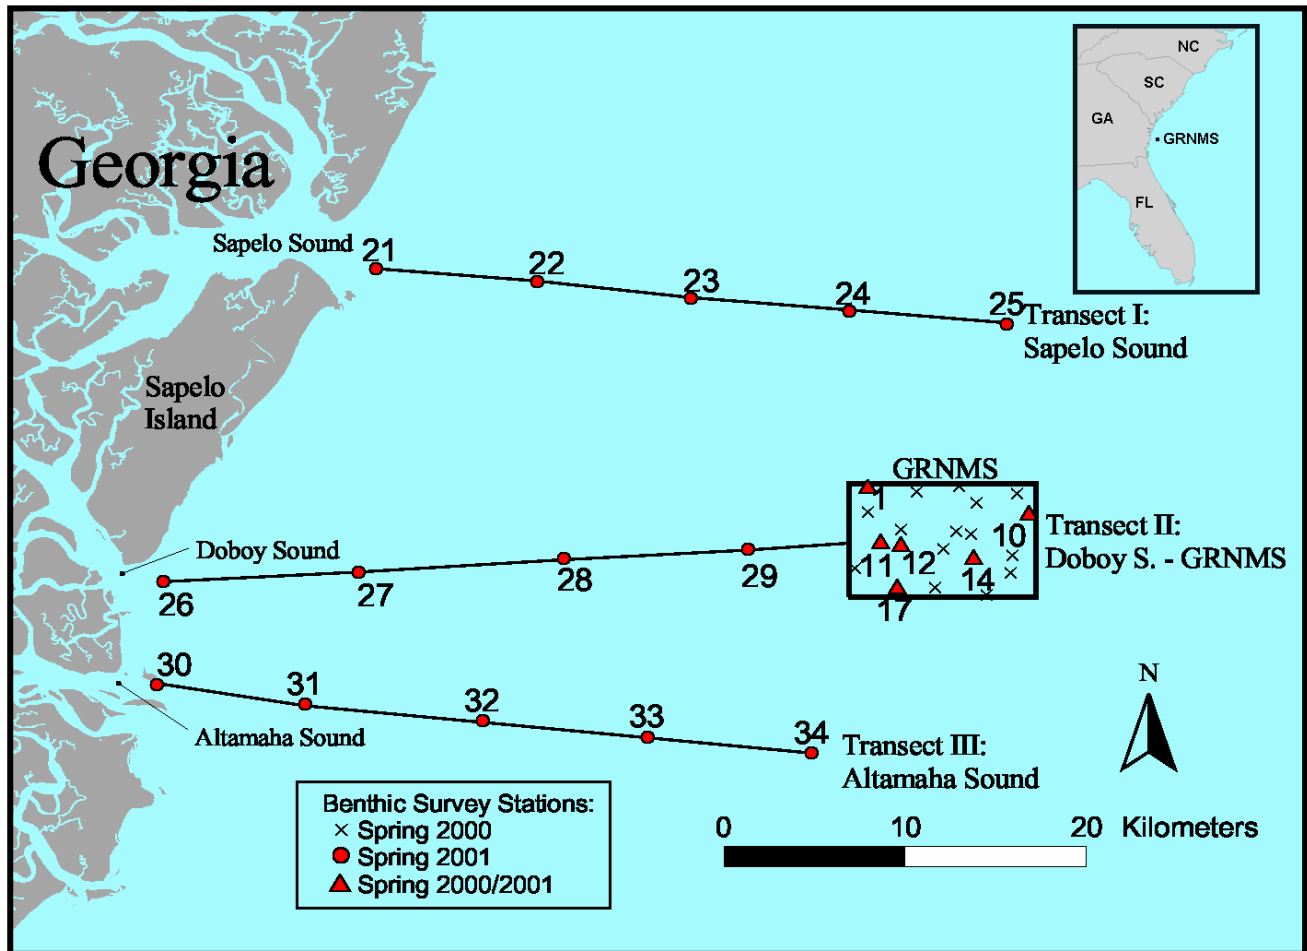 NC
SC
GA
GRNMS
FL
Georgia
Sapelo Sound
21
22
23
24
25
Transect I:
Sapelo Sound
Sapelo
Island
GRNMS
1
10
Transect II:
Doboy S. - GRNMS
11
12
14
17
Doboy Sound
26
27
28
29
30
31
32
33
34
Altamaha Sound
Transect III:
Altamaha Sound
N
Benthic Survey Stations:
Spring 2000
Spring 2001
Spring 2000/2001
0 10 20 Kilometers